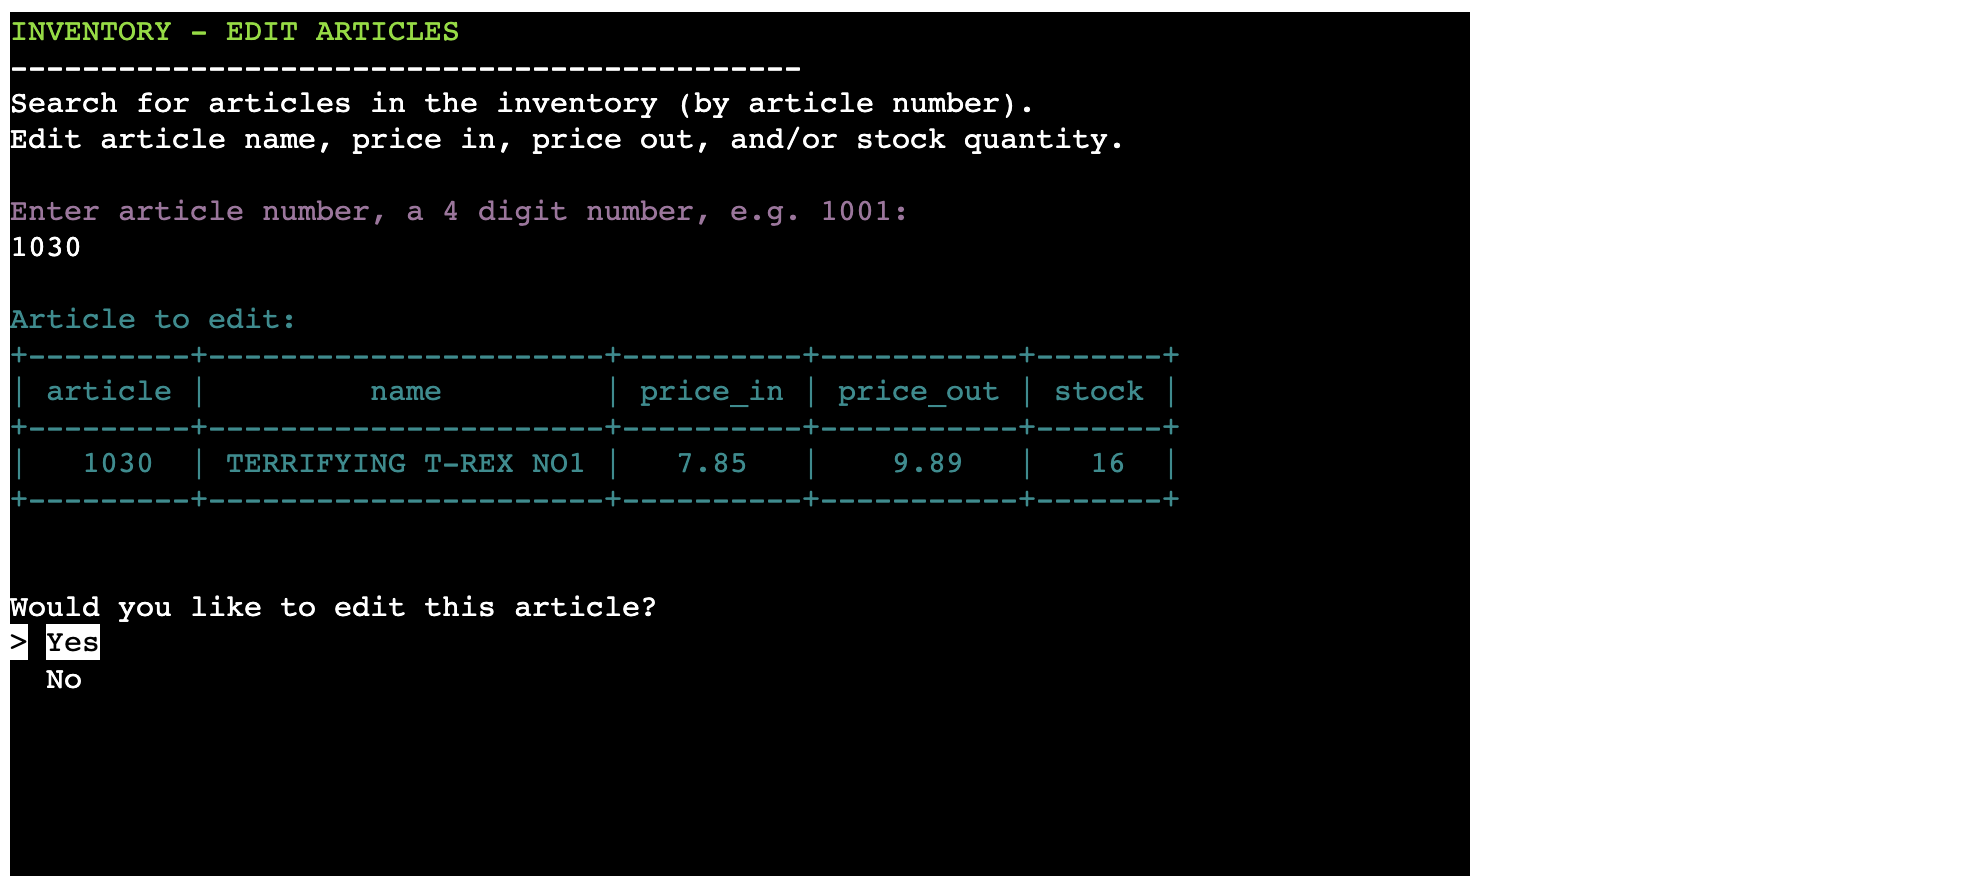 INVENTORY - EDIT ARTICLES
--------------------------------------------
Search for articles in the inventory (by article number).
Edit article name, price in, price out, and/or stock quantity.
Enter article number, a 4 digit number, e.g. 1001:
1030
Article to edit:
+---------+----------------------+----------+-----------+-------+
| article |         name         | price_in | price_out | stock |
+---------+----------------------+----------+-----------+-------+
|   1030  | TERRIFYING T-REX NO1 |   7.85   |    9.89   |   16  |
+---------+----------------------+----------+-----------+-------+
Would you like to edit this article?
> Yes
  No